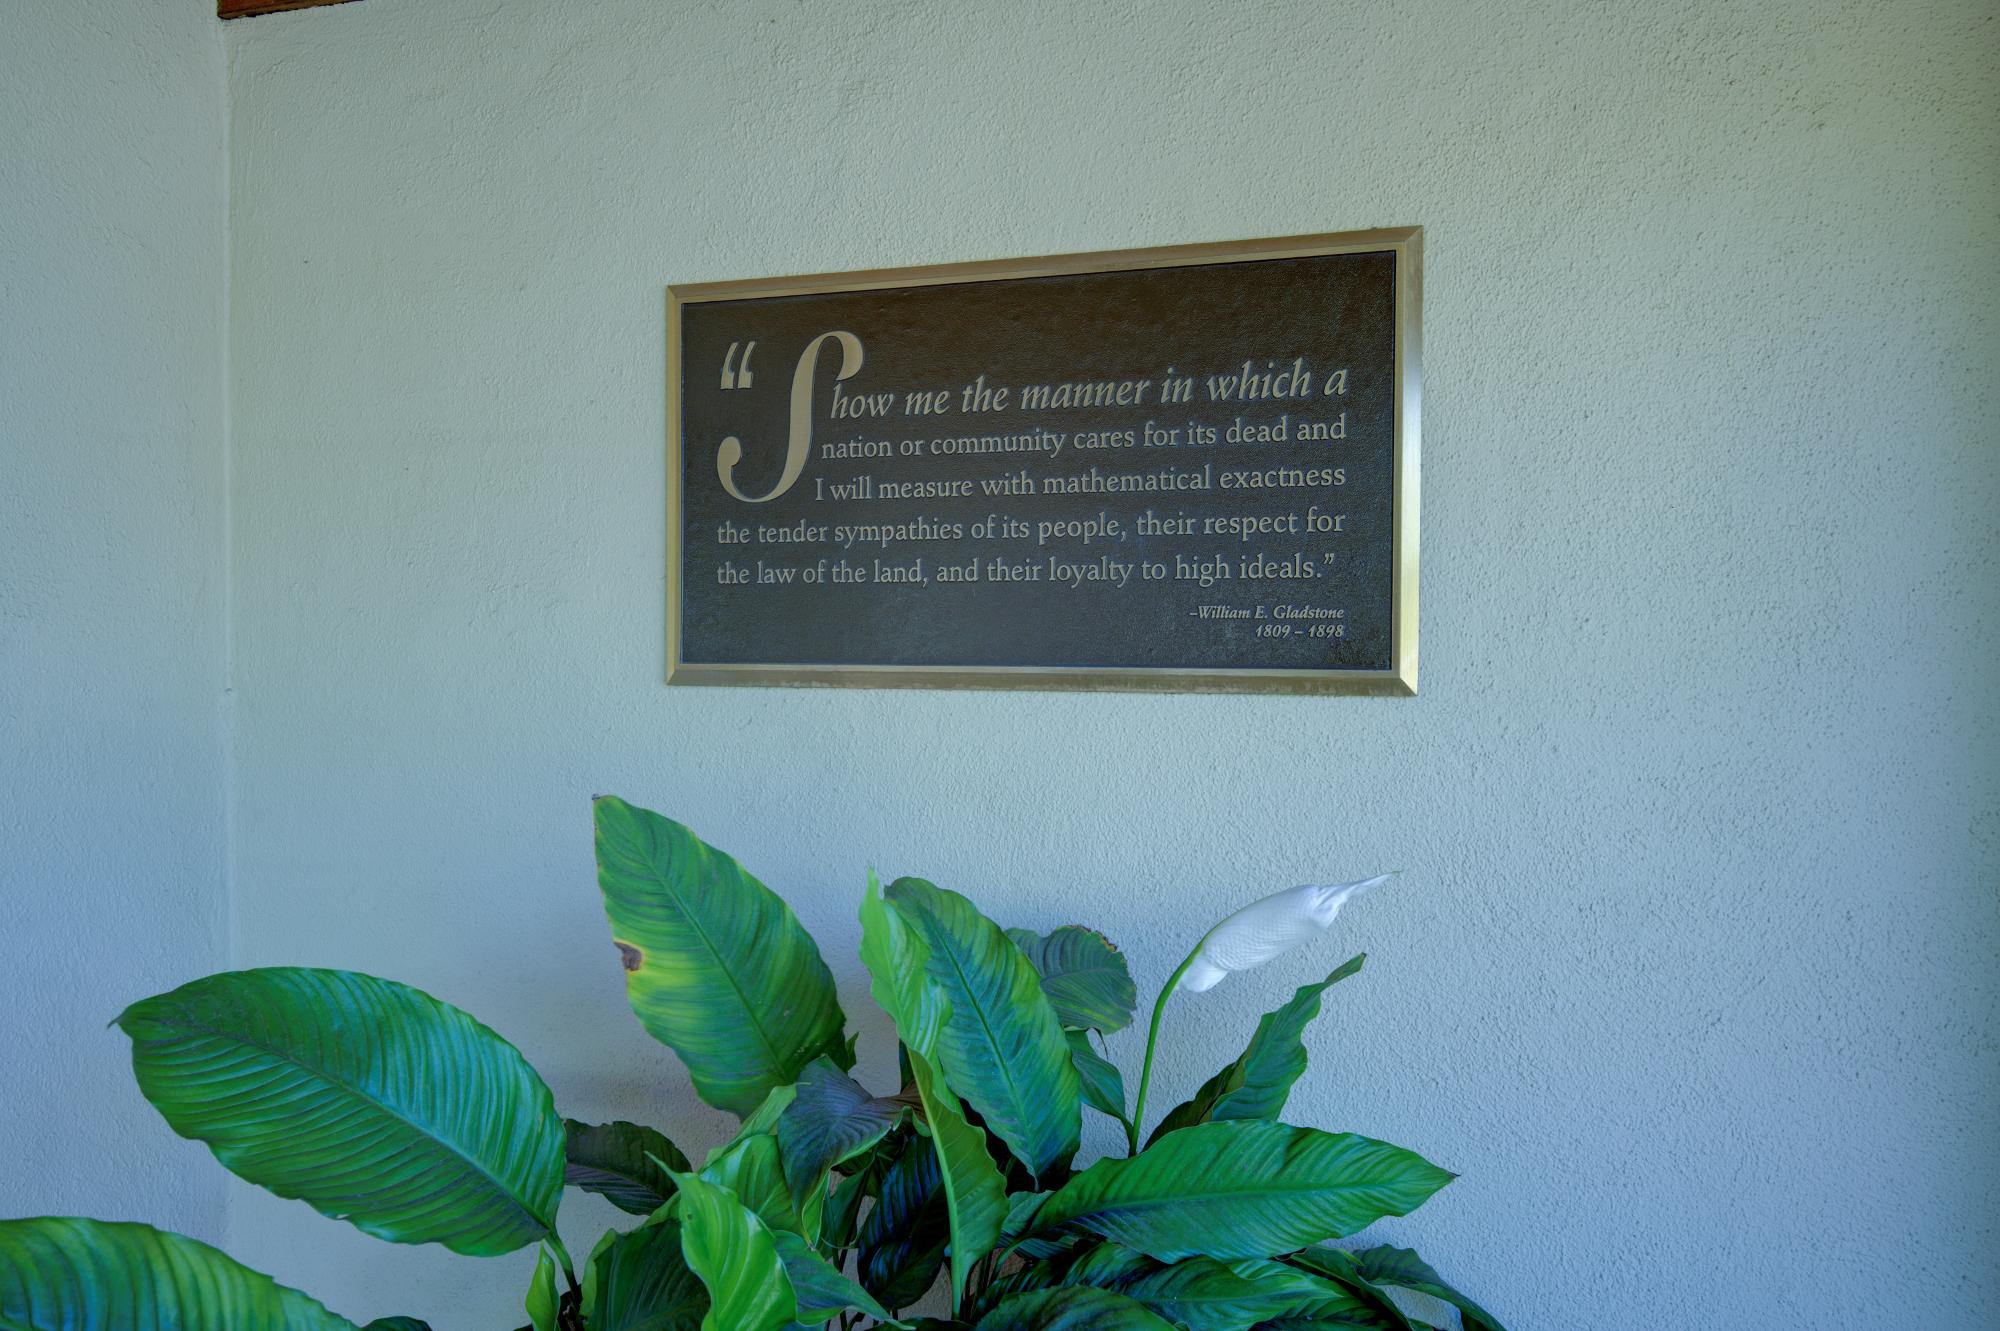 “Show me the manner in which a
nation or community cares for its dead and
I will measure with mathematical exactness
the tender sympathies of its people, their respect for
the law of the land, and their loyalty to high ideals.”
–William E. Gladstone
1809 – 1898